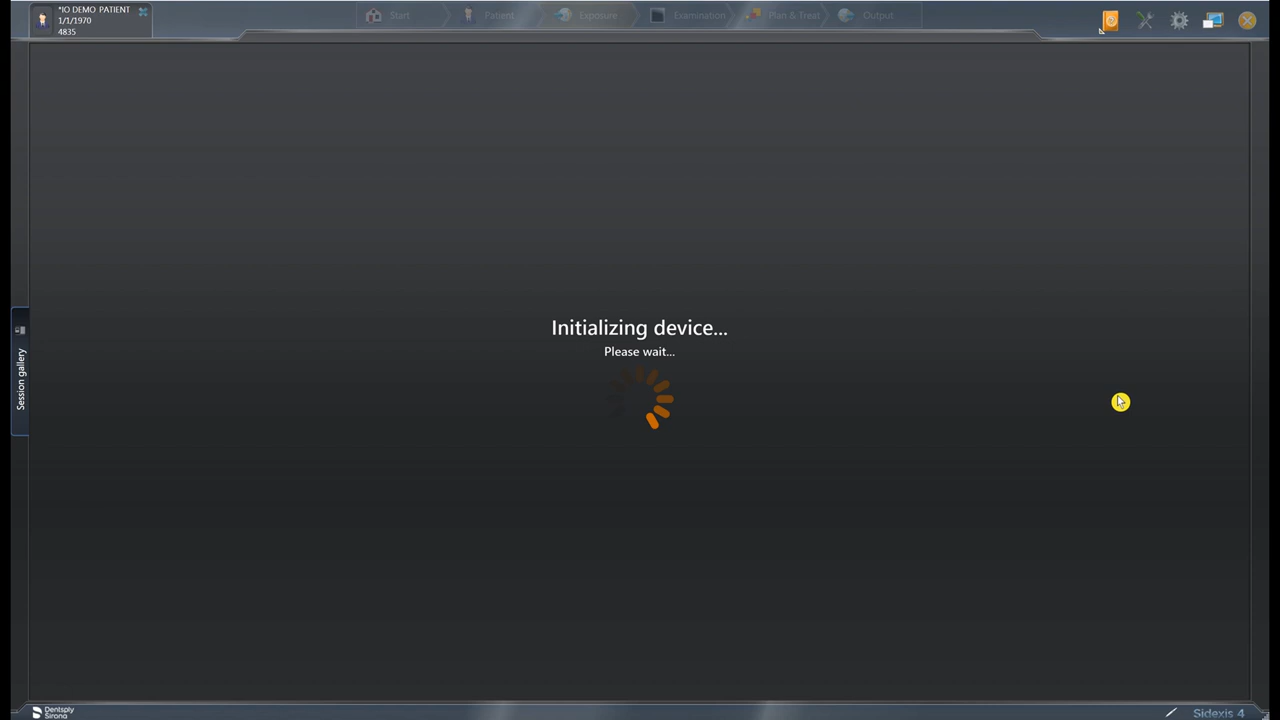 *IO DEMO PATIENT
1/1/1970
4835
Start
Patient
Exposure
Examination
Plan & Treat
Output
Session gallery
Initializing device...
Please wait...
Dentsply
Sirona
Sidexis 4